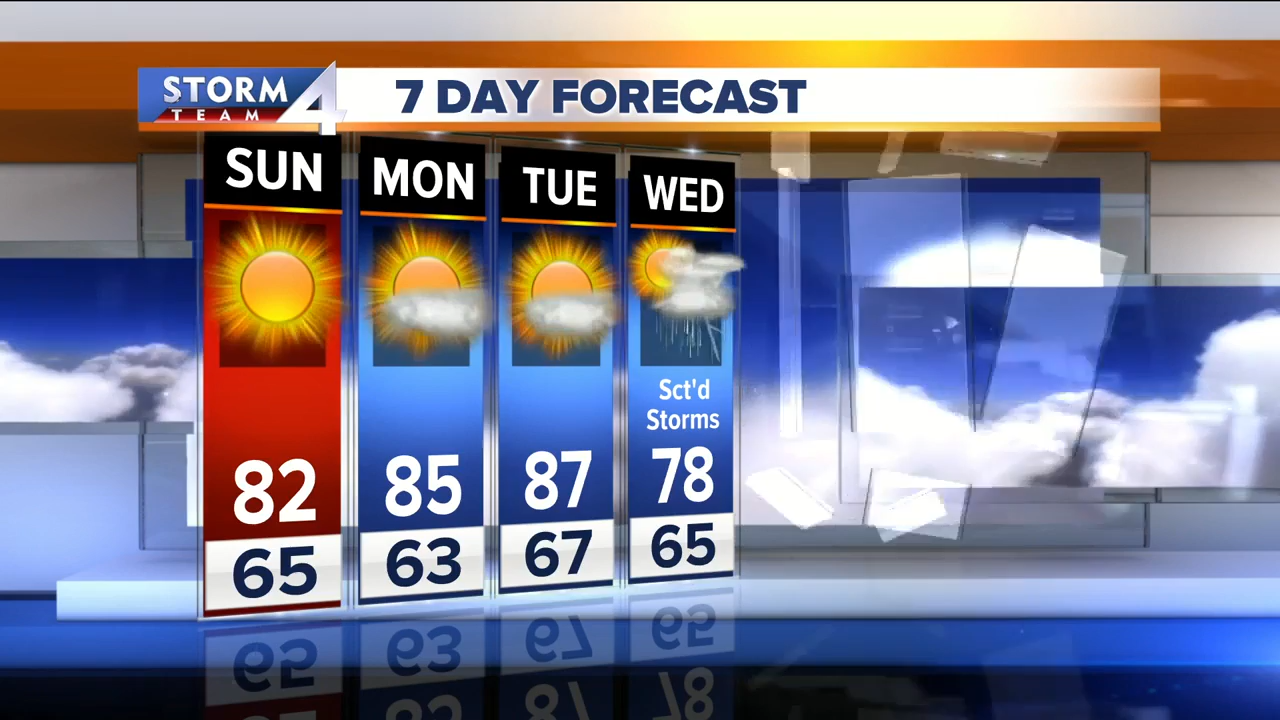 STORM
TEAM
4
7 DAY FORECAST
SUN
MON
TUE
WED
Sct'd
Storms
82
85
87
78
65
63
67
65